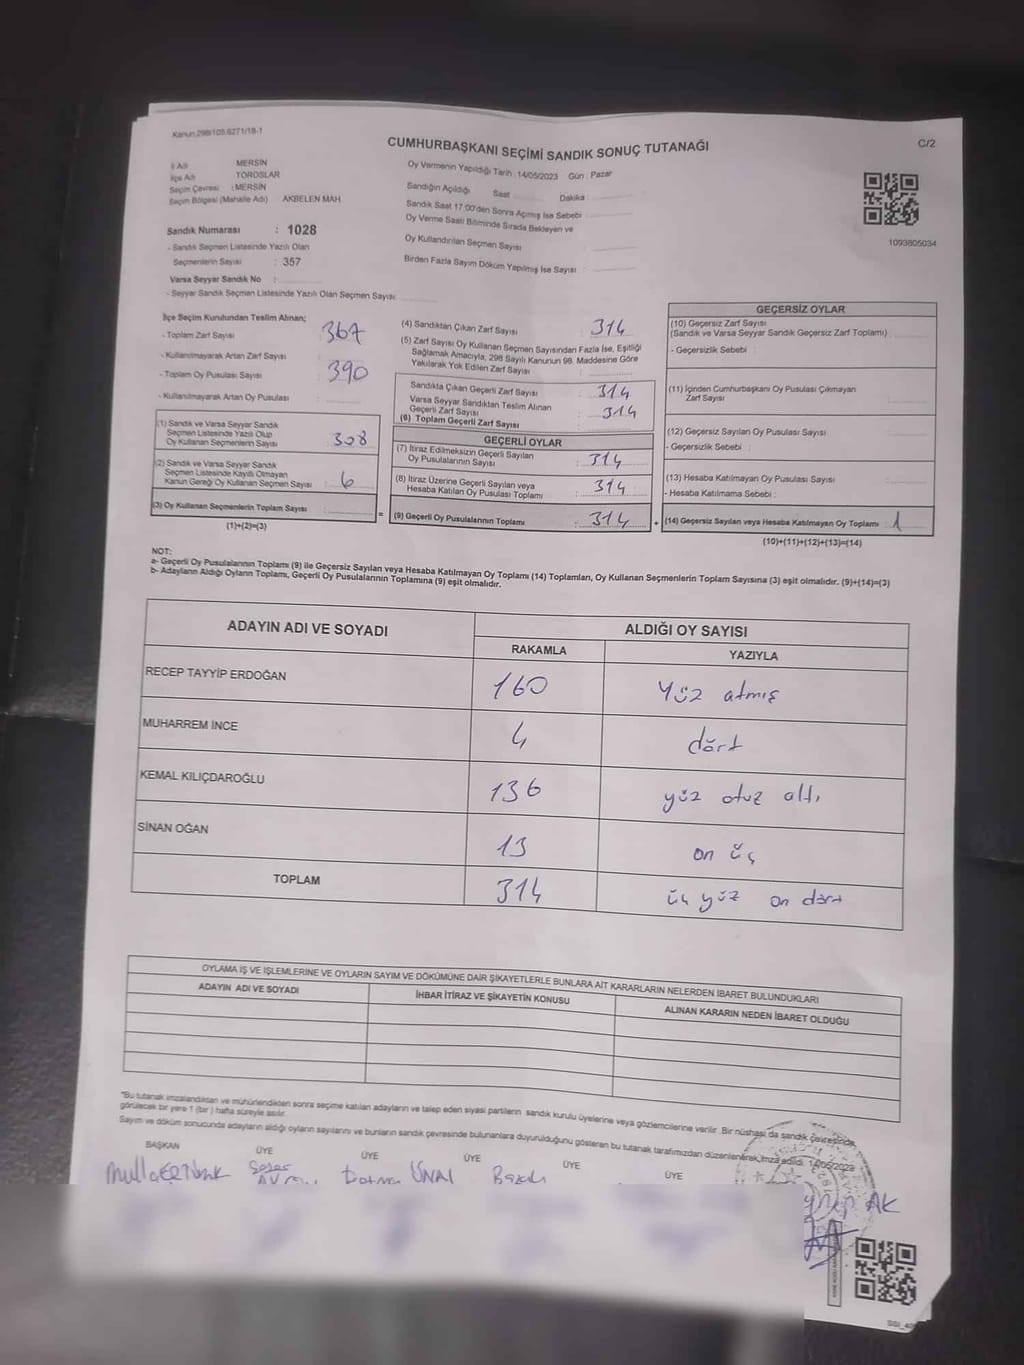 Kanun 298/103,6271/18-1
CUMHURBAŞKANI SEÇİMİ SANDIK SONUÇ TUTANAĞI
C/2
İl Adı MERSİN
İlçe Adı TOROSLAR
Seçim Çevresi : MERSİN
Seçim Bölgesi (Mahalle Adı) AKBELEN MAH
Oy Vermenin Yapıldığı Tarih : 14/05/2023 Gün : Pazar
Sandığın Açıldığı Saat Dakika :
Sandık Saat 17:00'den Sonra Açılmış İse Sebebi :
Oy Verme Saati Bitiminde Sırada Bekleyen ve
Oy Kullandırılan Seçmen Sayısı :
Birden Fazla Sayım Döküm Yapılmış İse Sayısı :
1093805034
Sandık Numarası : 1028
- Sandık Seçmen Listesinde Yazılı Olan
Seçmenlerin Sayısı : 357
Varsa Seyyar Sandık No :
- Seyyar Sandık Seçmen Listesinde Yazılı Olan Seçmen Sayısı:
İlçe Seçim Kurulundan Teslim Alınan;
- Toplam Zarf Sayısı : 367
- Kullanılmayarak Artan Zarf Sayısı :
- Toplam Oy Pusulası Sayısı : 390
- Kullanılmayarak Artan Oy Pusulası :
(1) Sandık ve Varsa Seyyar Sandık
Seçmen Listesinde Yazılı Olup
Oy Kullanan Seçmenlerin Sayısı : 308
(2) Sandık ve Varsa Seyyar Sandık
Seçmen Listesinde Kayıtlı Olmayan
Kanun Gereği Oy Kullanan Seçmen Sayısı : 6
(3) Oy Kullanan Seçmenlerin Toplam Sayısı :
(1)+(2)=(3)
(4) Sandıktan Çıkan Zarf Sayısı : 314
(5) Zarf Sayısı Oy Kullanan Seçmen Sayısından Fazla İse, Eşitliği
Sağlamak Amacıyla, 298 Sayılı Kanunun 98. Maddesine Göre
Yakılarak Yok Edilen Zarf Sayısı :
Sandıkta Çıkan Geçerli Zarf Sayısı : 314
Varsa Seyyar Sandıktan Teslim Alınan
Geçerli Zarf Sayısı : 314
(6) Toplam Geçerli Zarf Sayısı
GEÇERLİ OYLAR
(7) İtiraz Edilmeksizin Geçerli Sayılan
Oy Pusulalarının Sayısı : 314
(8) İtiraz Üzerine Geçerli Sayılan veya
Hesaba Katılan Oy Pusulası Toplamı : 314
= (9) Geçerli Oy Pusulalarının Toplamı : 314 +
GEÇERSİZ OYLAR
(10) Geçersiz Zarf Sayısı
(Sandık ve Varsa Seyyar Sandık Geçersiz Zarf Toplamı) :
- Geçersizlik Sebebi :
(11) İçinden Cumhurbaşkanı Oy Pusulası Çıkmayan
Zarf Sayısı :
(12) Geçersiz Sayılan Oy Pusulası Sayısı :
- Geçersizlik Sebebi :
(13) Hesaba Katılmayan Oy Pusulası Sayısı :
- Hesaba Katılmama Sebebi :
(14) Geçersiz Sayılan veya Hesaba Katılmayan Oy Toplamı : 1
(10)+(11)+(12)+(13)=(14)
NOT:
a- Geçerli Oy Pusulalarının Toplamı (9) ile Geçersiz Sayılan veya Hesaba Katılmayan Oy Toplamı (14) Toplamları, Oy Kullanan Seçmenlerin Toplam Sayısına (3) eşit olmalıdır. (9)+(14)=(3)
b- Adayların Aldığı Oyların Toplamı, Geçerli Oy Pusulalarının Toplamına (9) eşit olmalıdır.
ADAYIN ADI VE SOYADI ALDIĞI OY SAYISI
RAKAMLA YAZIYLA
RECEP TAYYİP ERDOĞAN 160 Yüz atmış
MUHARREM İNCE 4 dört
KEMAL KILIÇDAROĞLU 136 yüz otuz altı
SİNAN OĞAN 13 on üç
TOPLAM 314 üç yüz on dört
OYLAMA İŞ VE İŞLEMLERİNE VE OYLARIN SAYIM VE DÖKÜMÜNE DAİR ŞİKAYETLERLE BUNLARA AİT KARARLARIN NELERDEN İBARET BULUNDUKLARI
ADAYIN ADI VE SOYADI İHBAR İTİRAZ VE ŞİKAYETİN KONUSU ALINAN KARARIN NEDEN İBARET OLDUĞU
*Bu tutanak imzalandıktan ve mühürlendikten sonra seçime katılan adayların ve talep eden siyasi partilerin sandık kurulu üyelerine veya gözlemcilerine verilir. Bir nüshası da sandık çevresinde,
görülecek bir yere 1 (bir) hafta süreyle asılır.
Sayım ve döküm sonucunda adayların aldığı oyların sayılarını ve bunların sandık çevresinde bulunanlara duyurulduğunu gösteren bu tutanak tarafımızdan düzenlenerek, imza edildi. 14/05/2023
BAŞKAN ÜYE ÜYE ÜYE ÜYE ÜYE
ÜNAL AK